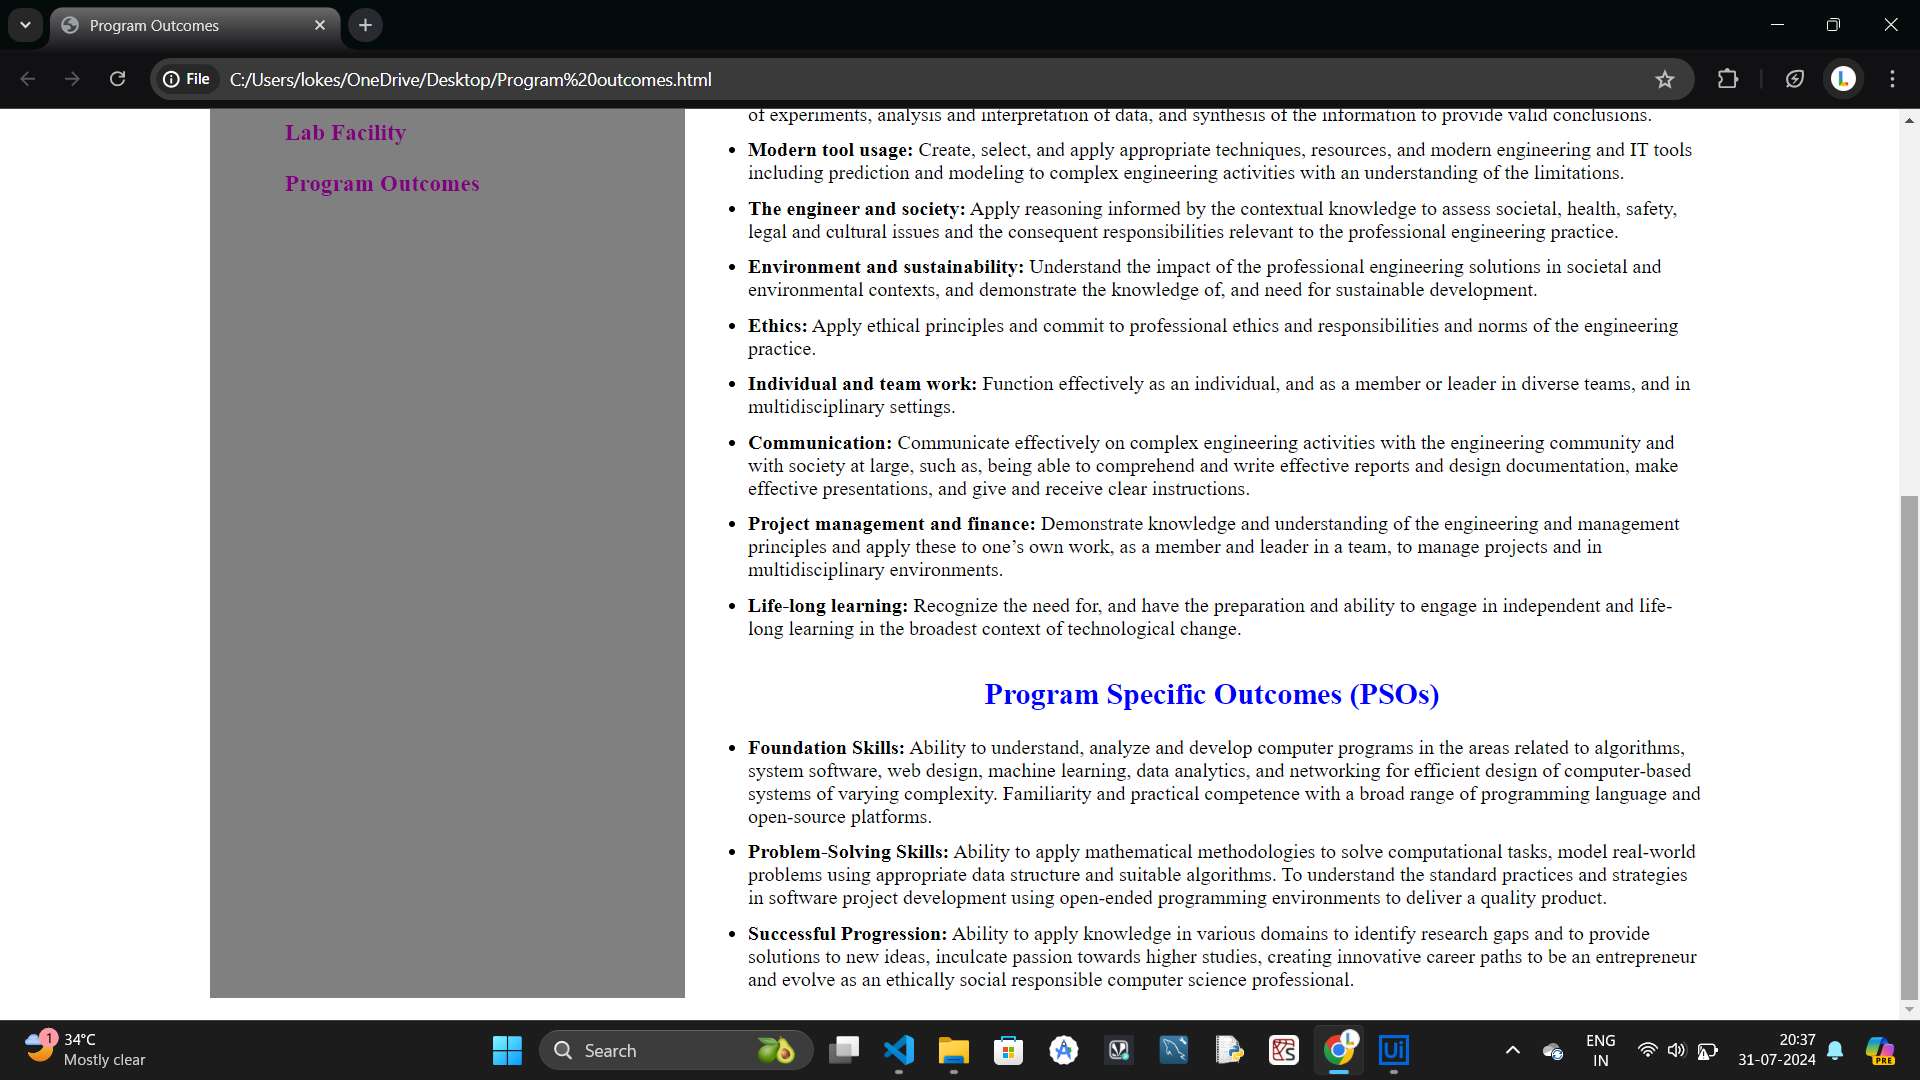 Program Outcomes
File
C:/Users/lokes/OneDrive/Desktop/Program%20outcomes.html
L
Lab Facility
Program Outcomes
of experiments, analysis and interpretation of data, and synthesis of the information to provide valid conclusions.
Modern tool usage: Create, select, and apply appropriate techniques, resources, and modern engineering and IT tools
including prediction and modeling to complex engineering activities with an understanding of the limitations.
The engineer and society: Apply reasoning informed by the contextual knowledge to assess societal, health, safety,
legal and cultural issues and the consequent responsibilities relevant to the professional engineering practice.
Environment and sustainability: Understand the impact of the professional engineering solutions in societal and
environmental contexts, and demonstrate the knowledge of, and need for sustainable development.
Ethics: Apply ethical principles and commit to professional ethics and responsibilities and norms of the engineering
practice.
Individual and team work: Function effectively as an individual, and as a member or leader in diverse teams, and in
multidisciplinary settings.
Communication: Communicate effectively on complex engineering activities with the engineering community and
with society at large, such as, being able to comprehend and write effective reports and design documentation, make
effective presentations, and give and receive clear instructions.
Project management and finance: Demonstrate knowledge and understanding of the engineering and management
principles and apply these to one’s own work, as a member and leader in a team, to manage projects and in
multidisciplinary environments.
Life-long learning: Recognize the need for, and have the preparation and ability to engage in independent and life-
long learning in the broadest context of technological change.
Program Specific Outcomes (PSOs)
Foundation Skills: Ability to understand, analyze and develop computer programs in the areas related to algorithms,
system software, web design, machine learning, data analytics, and networking for efficient design of computer-based
systems of varying complexity. Familiarity and practical competence with a broad range of programming language and
open-source platforms.
Problem-Solving Skills: Ability to apply mathematical methodologies to solve computational tasks, model real-world
problems using appropriate data structure and suitable algorithms. To understand the standard practices and strategies
in software project development using open-ended programming environments to deliver a quality product.
Successful Progression: Ability to apply knowledge in various domains to identify research gaps and to provide
solutions to new ideas, inculcate passion towards higher studies, creating innovative career paths to be an entrepreneur
and evolve as an ethically social responsible computer science professional.
1
34°C
Mostly clear
Search
L
Ui
ENG
IN
20:37
31-07-2024
PRE